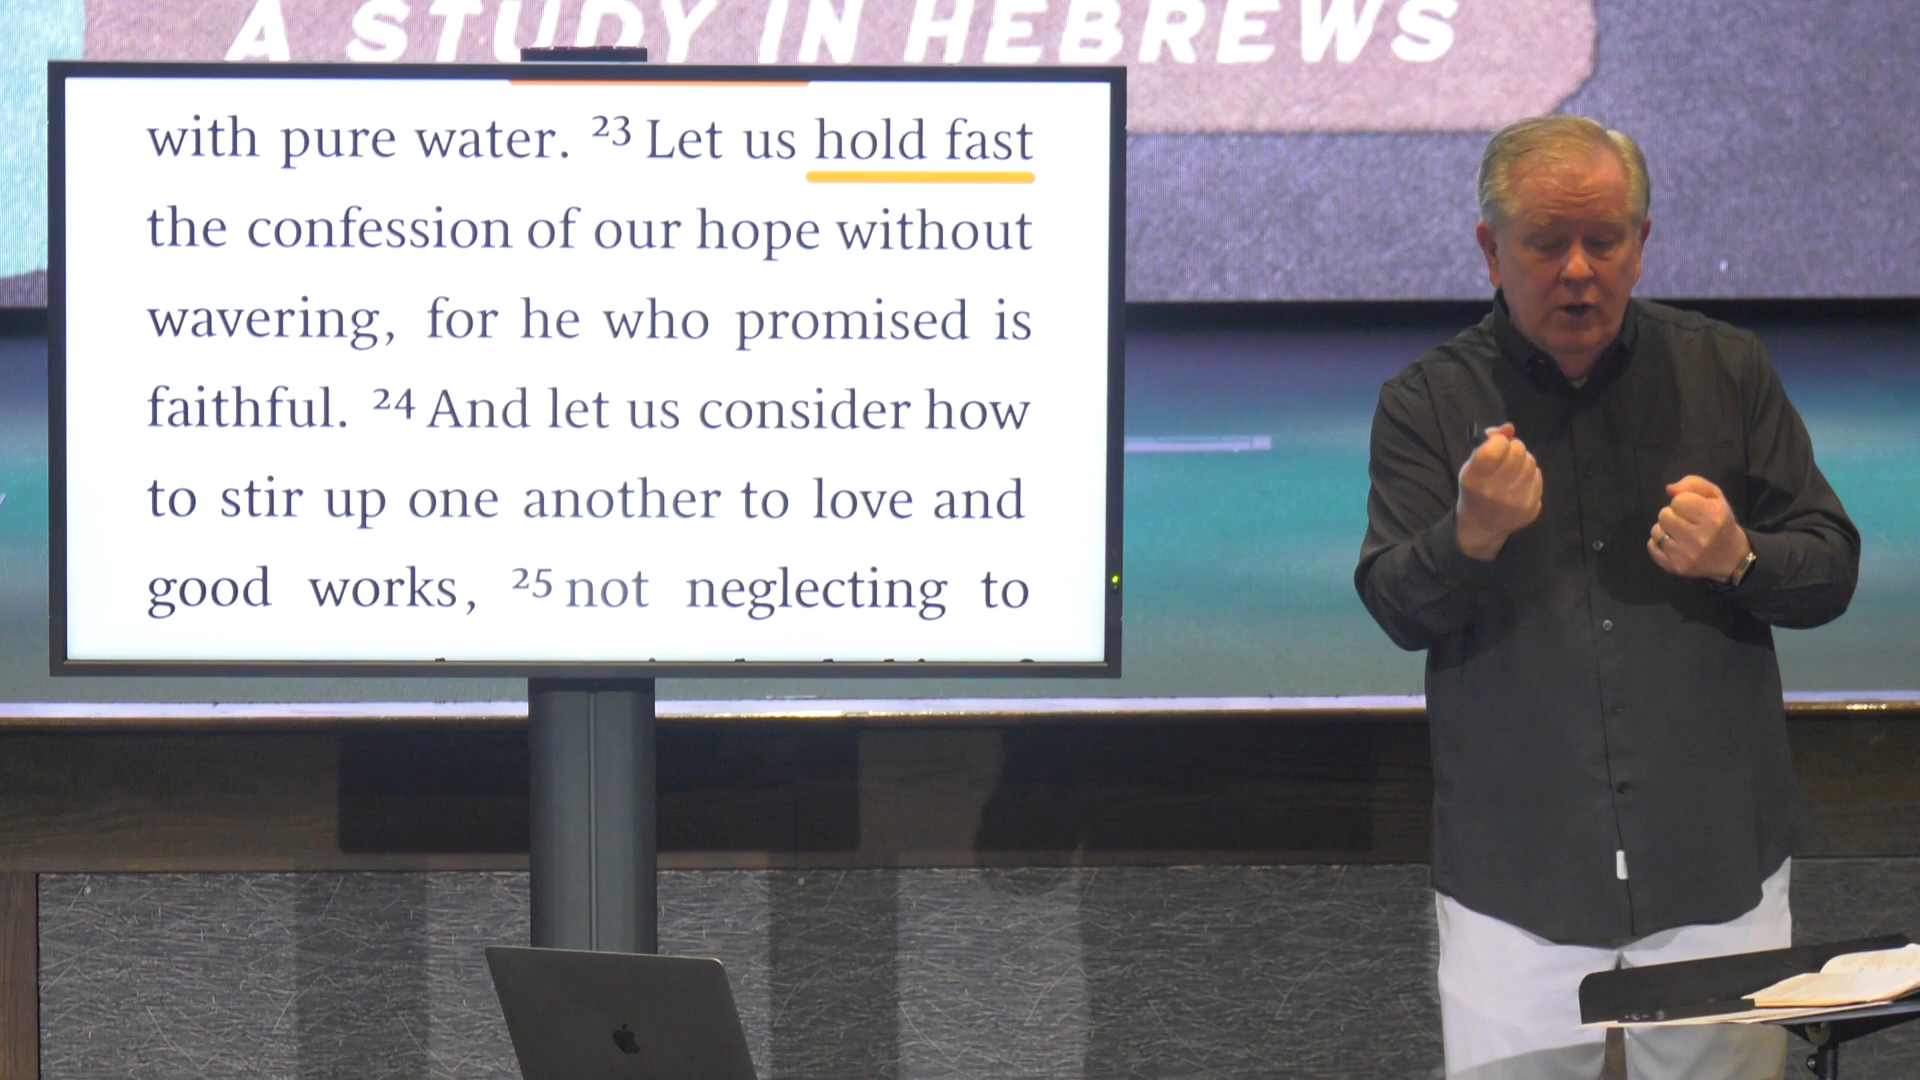 A STUDY IN HEBREWS
with pure water. ²³ Let us hold fast
the confession of our hope without
wavering, for he who promised is
faithful. ²⁴ And let us consider how
to stir up one another to love and
good works, ²⁵ not neglecting to